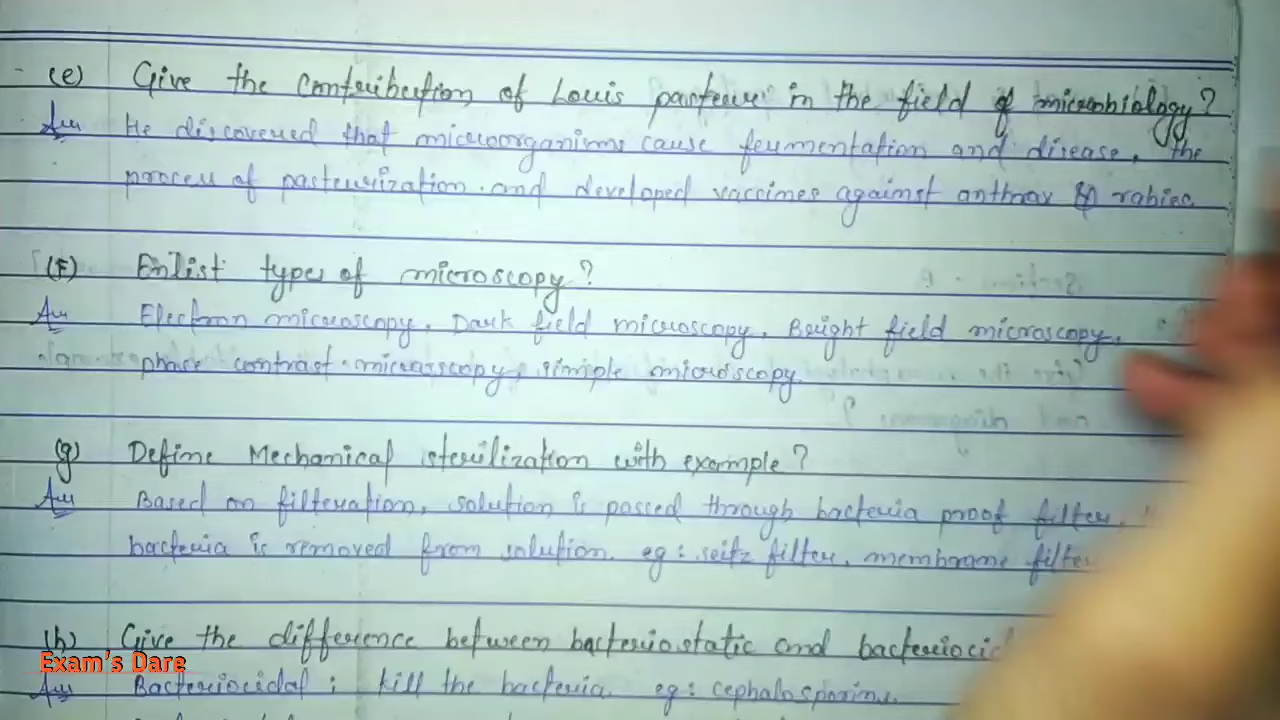 (e) Give the contribution of Louis pasteur in the field of microbiology?
Ans He discovered that microorganisms cause fermentation and disease, the
process of pasteurization and developed vaccines against anthrax & rabies
(F) Enlist types of microscopy?
Ans Electron microscopy, Dark field microscopy, Bright field microscopy,
phase contrast microscopy, simple microscopy.
(g) Define Mechanical sterilization with example?
Ans Based on filteration, solution is passed through bacteria proof filter.
bacteria is removed from solution. eg: seitz filter, membrane filter
(h) Give the difference between bacteriostatic and
Exam's Dare
Ans Bacteriocidal: kill the bacteria. eg: cephalosporins.